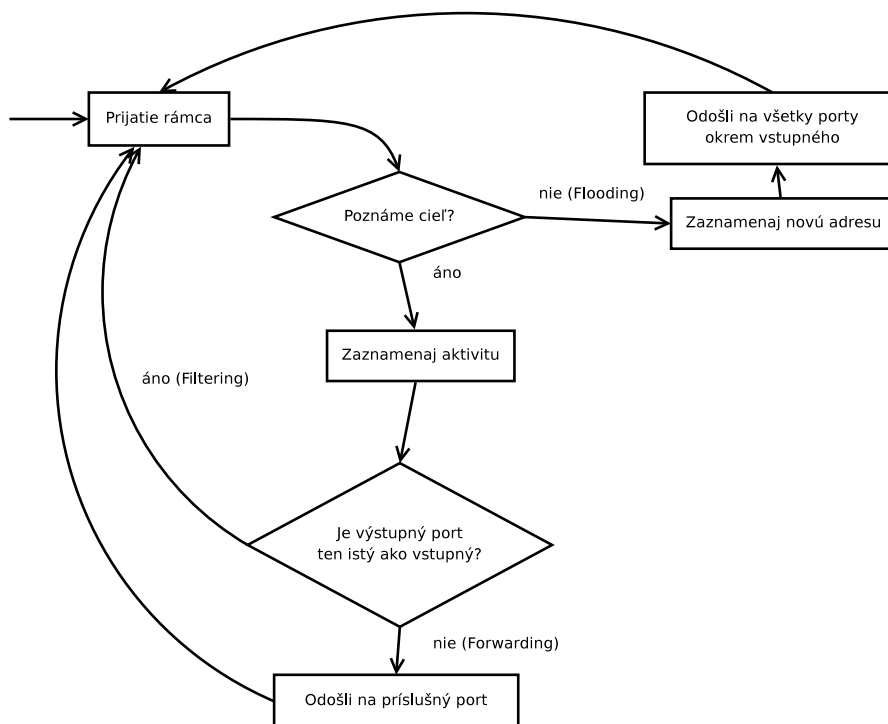 Prijatie rámca
Odošli na všetky porty
okrem vstupného
nie (Flooding)
Poznáme cieľ?
Zaznamenaj novú adresu
áno
Zaznamenaj aktivitu
áno (Filtering)
Je výstupný port
ten istý ako vstupný?
nie (Forwarding)
Odošli na príslušný port